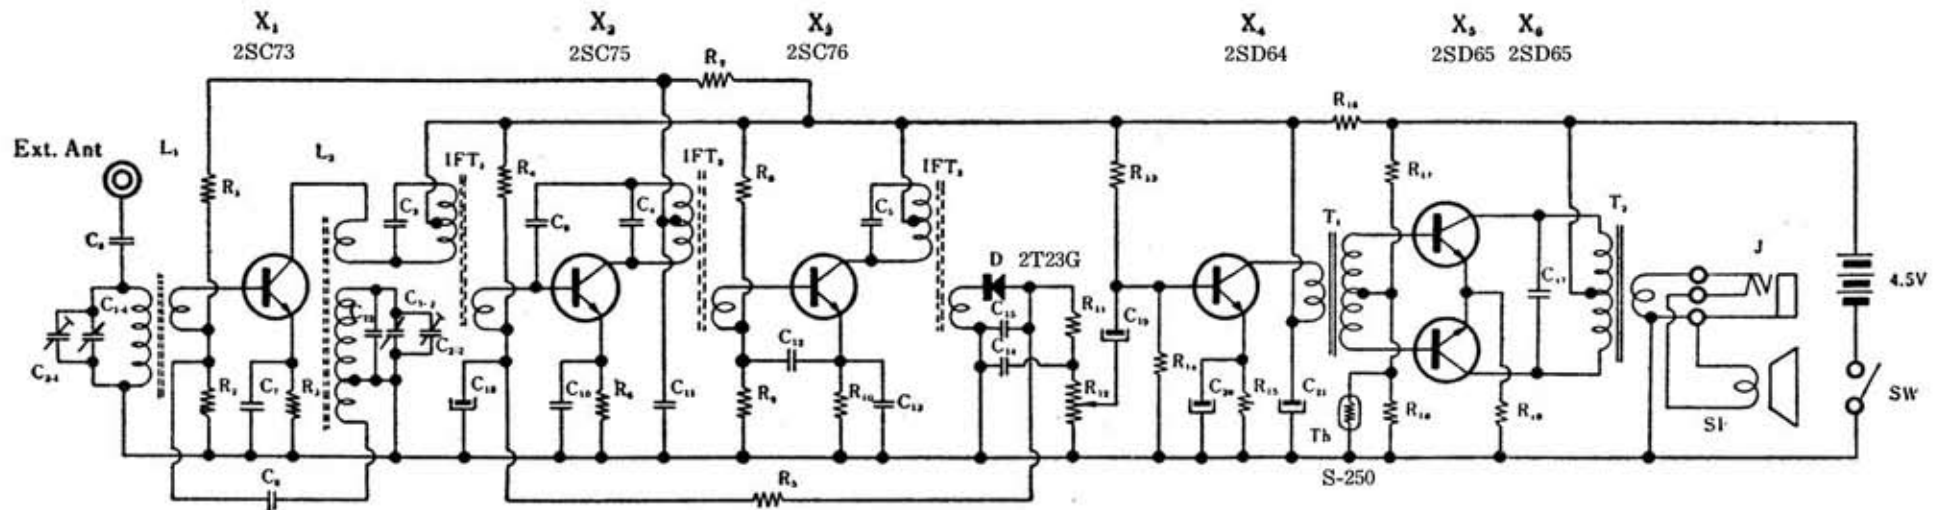 X₁ X₂ X₃ X₄ X₅ X₆
2SC73 2SC75 2SC76 2SD64 2SD65 2SD65
R₇
R₁₆
Ext. Ant L₁ L₂ IFT₁ R₄ IFT₂ IFT₃
R₁ R₈ R₁₃ R₁₇
C₃ C₄ C₅ T₁ T₂
C₁₇
D 2T23G J
4.5V
C₁₋₁ C₁₋₂ C₁₅ R₁₁ C₁₉
C₂₋₁ C₂₋₂ C₁₂ C₁₄ R₁₄
R₂ C₇ R₃ C₁₈ C₁₀ R₆ C₁₁ R₉ R₁₀ C₁₃ R₁₂ C₂₀ R₁₅ C₂₁ R₁₈ R₁₉ SW
Th SP
R₅
S-250